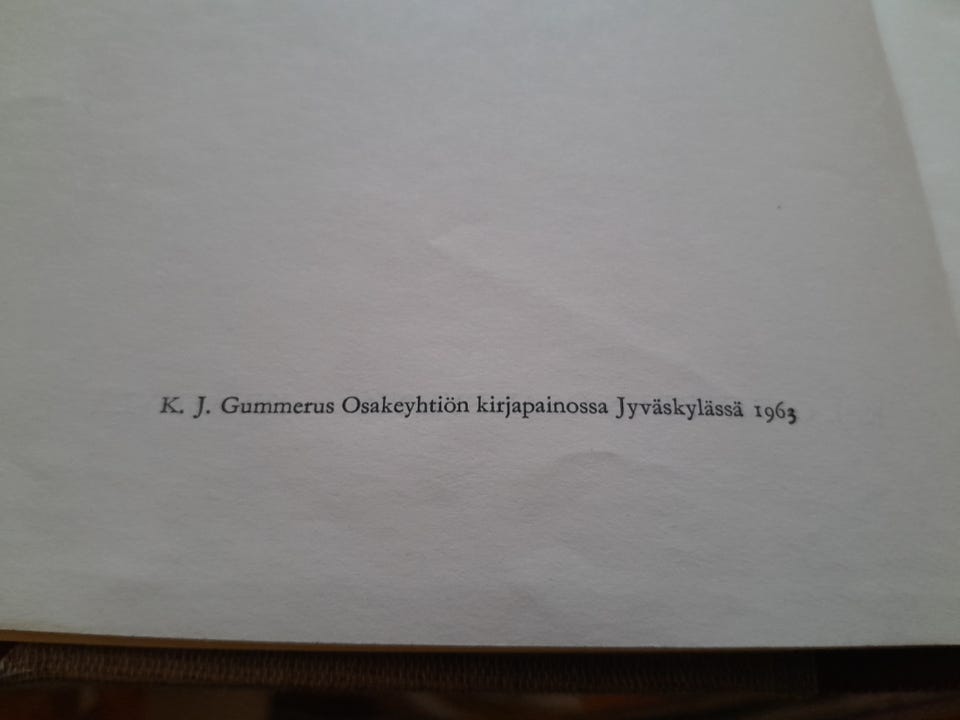 K. J. Gummerus Osakeyhtiön kirjapainossa Jyväskylässä 1963